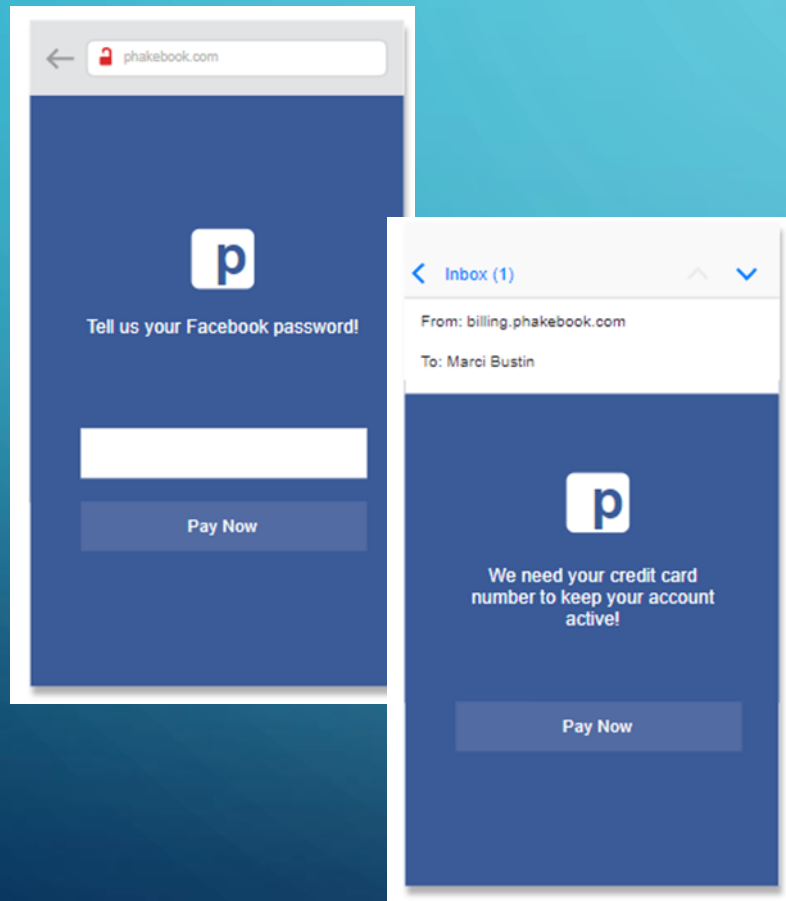 phakebook.com
p
Tell us your Facebook password!
Pay Now
Inbox (1)
From: billing.phakebook.com
To: Marci Bustin
p
We need your credit card
number to keep your account
active!
Pay Now